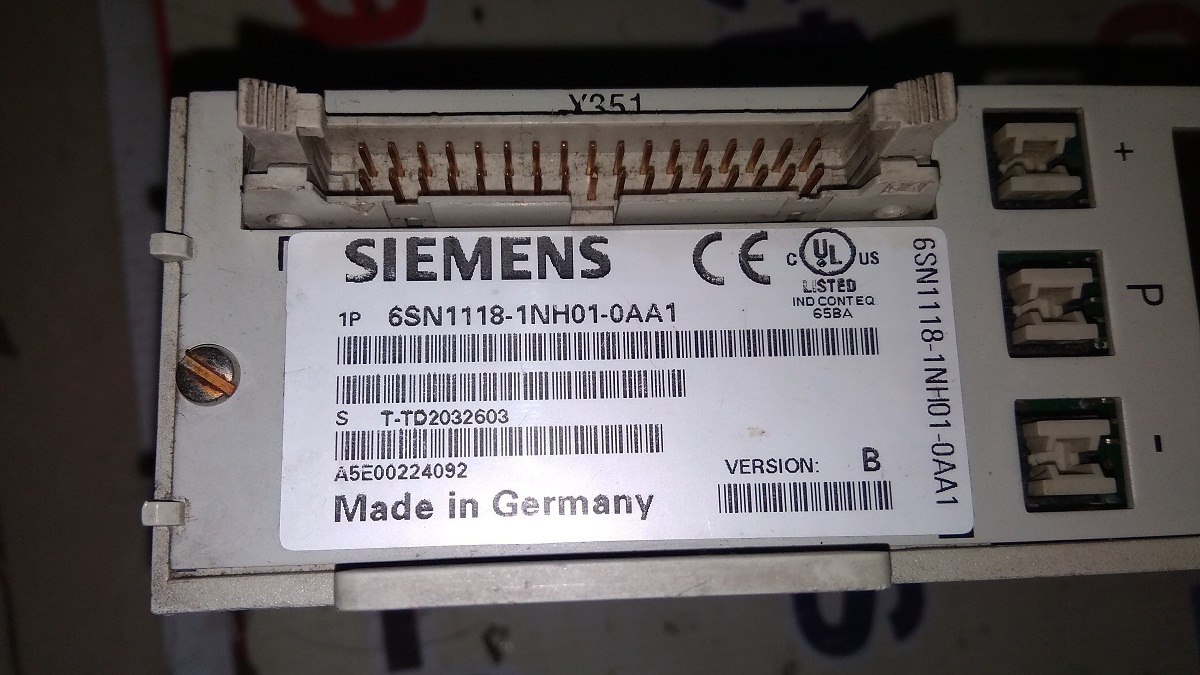 X351
SIEMENS
CE
C UL US
LISTED
IND CONT EQ
65BA
1P 6SN1118-1NH01-0AA1
S T-TD2032603
A5E00224092
Made in Germany
VERSION: B
6SN1118-1NH01-0AA1
+
P
-